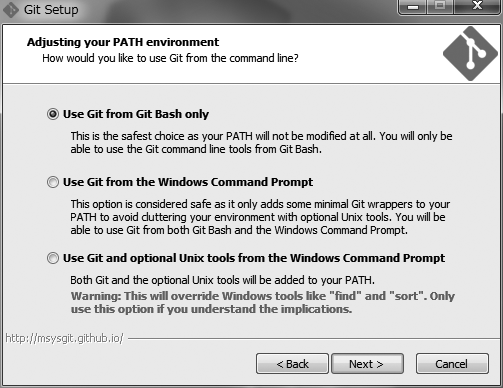 Git Setup
Adjusting your PATH environment
How would you like to use Git from the command line?
Use Git from Git Bash only
This is the safest choice as your PATH will not be modified at all. You will only
be able to use the Git command line tools from Git Bash.
Use Git from the Windows Command Prompt
This option is considered safe as it only adds some minimal Git wrappers to your
PATH to avoid cluttering your environment with optional Unix tools. You will be
able to use Git from both Git Bash and the Windows Command Prompt.
Use Git and optional Unix tools from the Windows Command Prompt
Both Git and the optional Unix tools will be added to your PATH.
Warning: This will override Windows tools like "find" and "sort". Only
use this option if you understand the implications.
http://msysgit.github.io/
< Back Next > Cancel